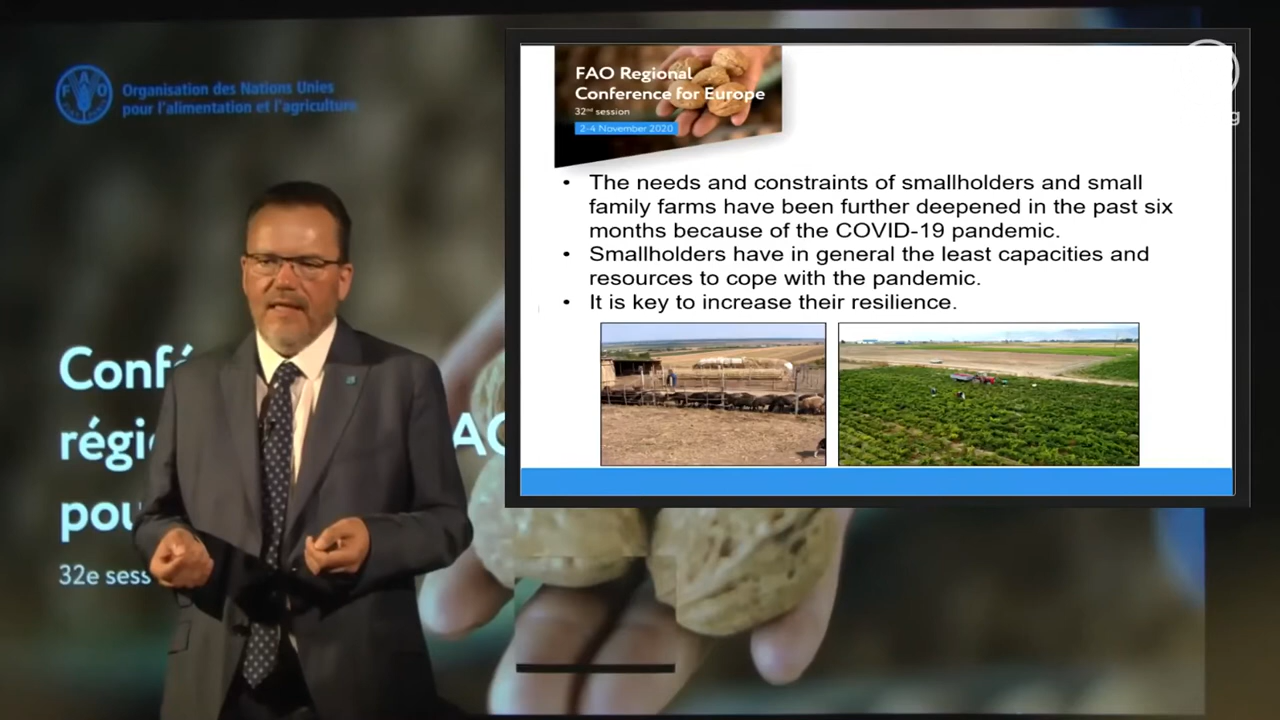 FAO
Organisation des Nations Unies
pour l'alimentation et l'agriculture
32e sess
FAO Regional
Conference for Europe
32nd session
2-4 November 2020
• The needs and constraints of smallholders and small
family farms have been further deepened in the past six
months because of the COVID-19 pandemic.
• Smallholders have in general the least capacities and
resources to cope with the pandemic.
• It is key to increase their resilience.